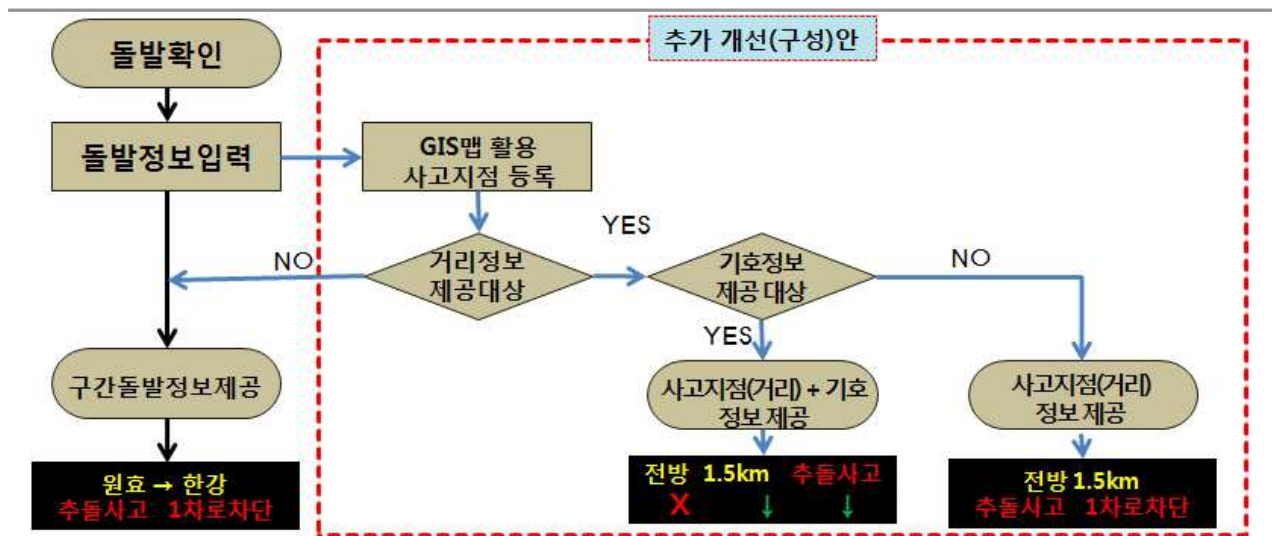 추가 개선(구성)안
돌발확인
돌발정보입력
GIS맵 활용
사고지점 등록
YES
NO
거리정보
제공대상
기호정보
제공 대상
NO
YES
구간돌발정보제공
사고지점(거리) + 기호
정보 제공
사고지점(거리)
정보 제공
원효 → 한강
추돌사고 1차로차단
전방 1.5km 추돌사고
X ↓ ↓
전방 1.5km
추돌사고 1차로차단